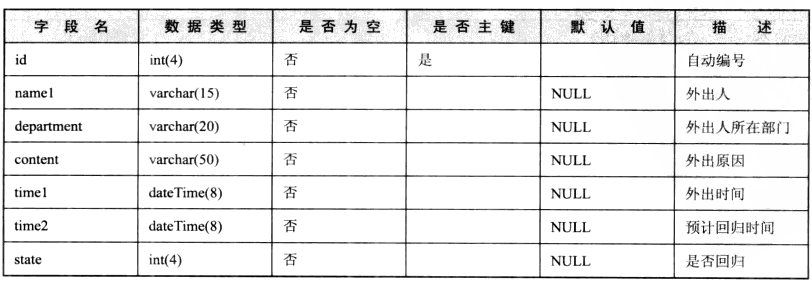 字 段 名 数 据 类 型 是 否 为 空 是 否 主 键 默 认 值 描 述
id int(4) 否 是 自动编号
name1 varchar(15) 否 NULL 外出人
department varchar(20) 否 NULL 外出人所在部门
content varchar(50) 否 NULL 外出原因
time1 dateTime(8) 否 NULL 外出时间
time2 dateTime(8) 否 NULL 预计回归时间
state int(4) 否 NULL 是否回归